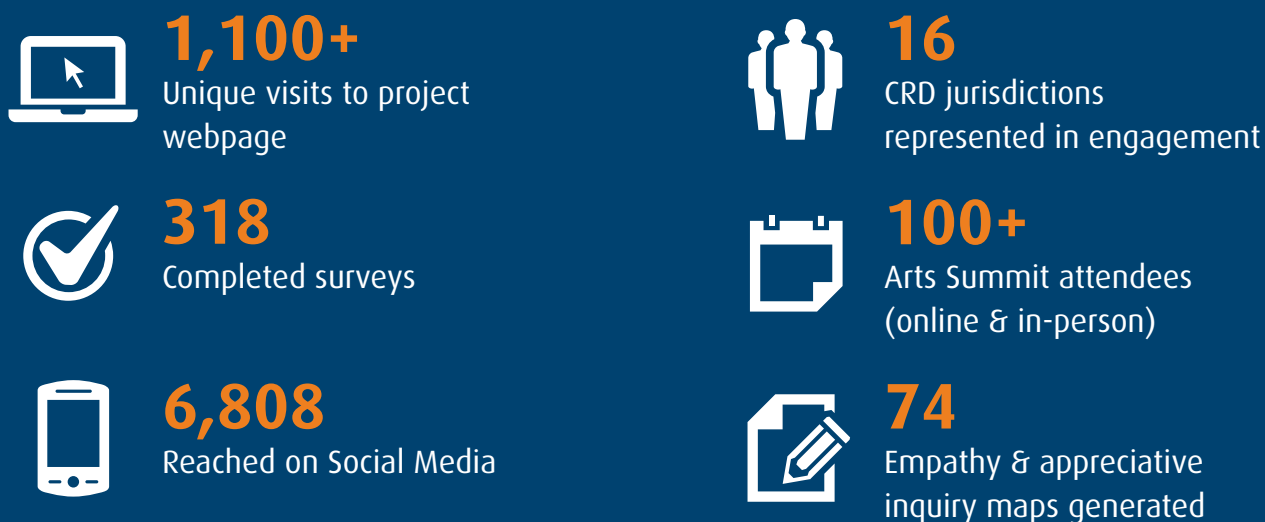 1,100+
Unique visits to project
webpage
318
Completed surveys
6,808
Reached on Social Media
16
CRD jurisdictions
represented in engagement
100+
Arts Summit attendees
(online & in-person)
74
Empathy & appreciative
inquiry maps generated